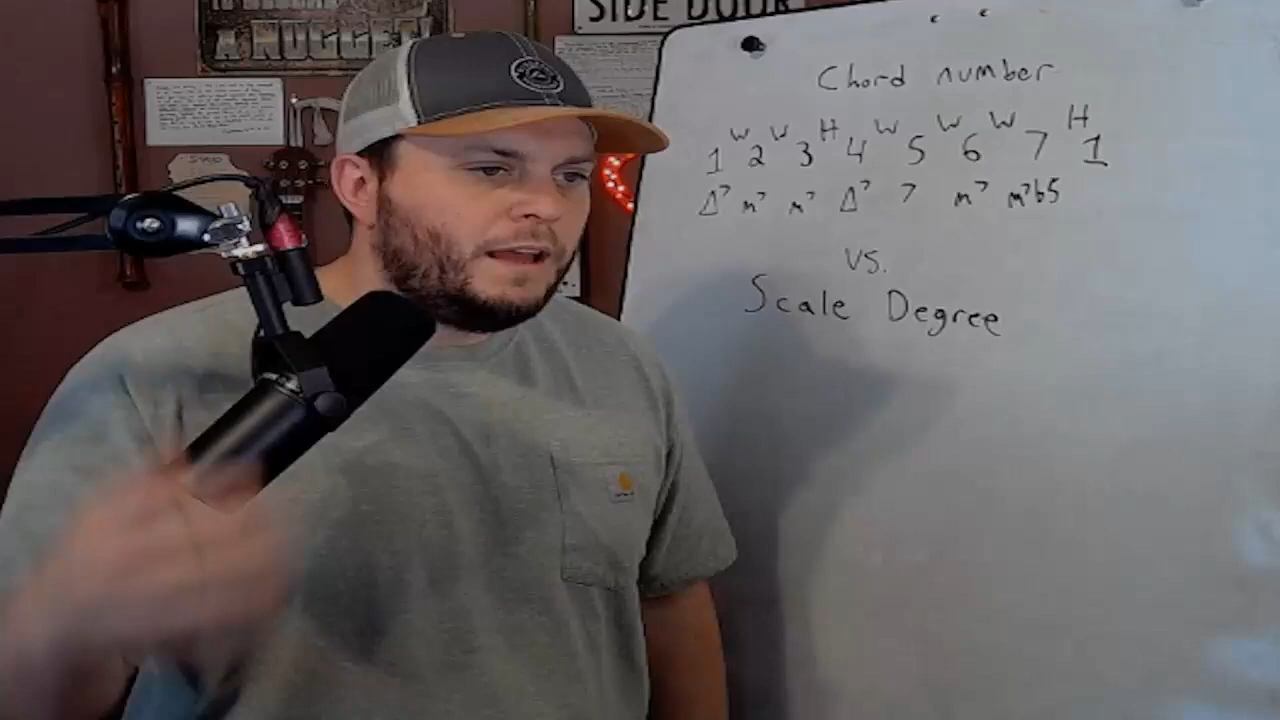 SIDE DOOR
A NUGGET
Chord number
W W H W W W H
1 2 3 4 5 6 7 1
Δ⁷ m⁷ m⁷ Δ⁷ 7 m⁷ m⁷b5
vs.
Scale Degree